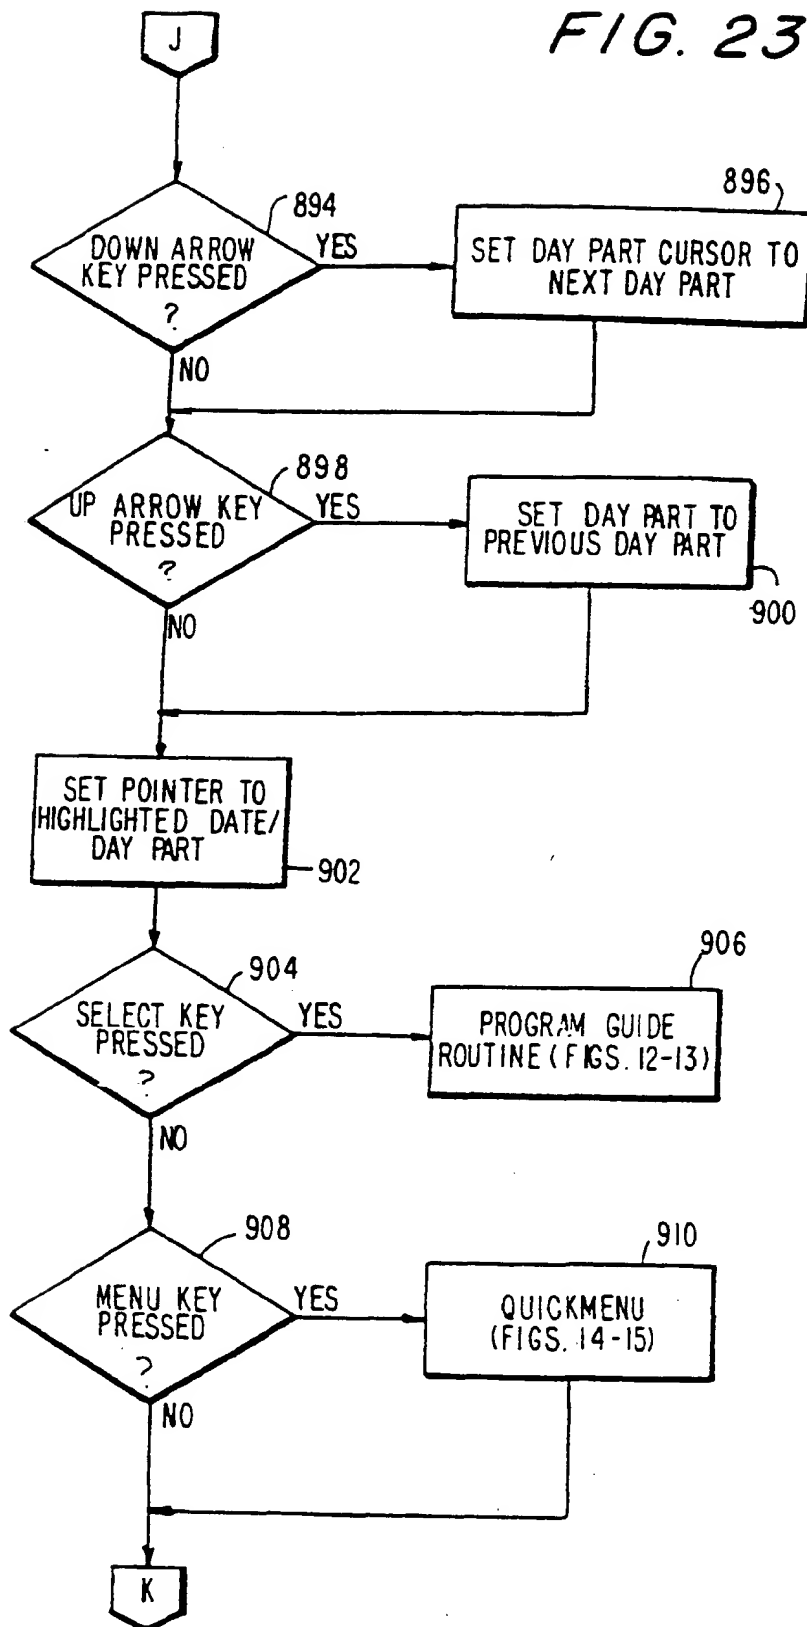 FIG. 23
J
894
DOWN ARROW
KEY PRESSED
?
YES
NO
896
SET DAY PART CURSOR TO
NEXT DAY PART
898
UP ARROW KEY
PRESSED
?
YES
NO
SET DAY PART TO
PREVIOUS DAY PART
900
SET POINTER TO
HIGHLIGHTED DATE/
DAY PART
902
904
SELECT KEY
PRESSED
?
YES
NO
906
PROGRAM GUIDE
ROUTINE (FIGS. 12-13)
908
MENU KEY
PRESSED
?
YES
NO
910
QUICKMENU
(FIGS. 14-15)
K